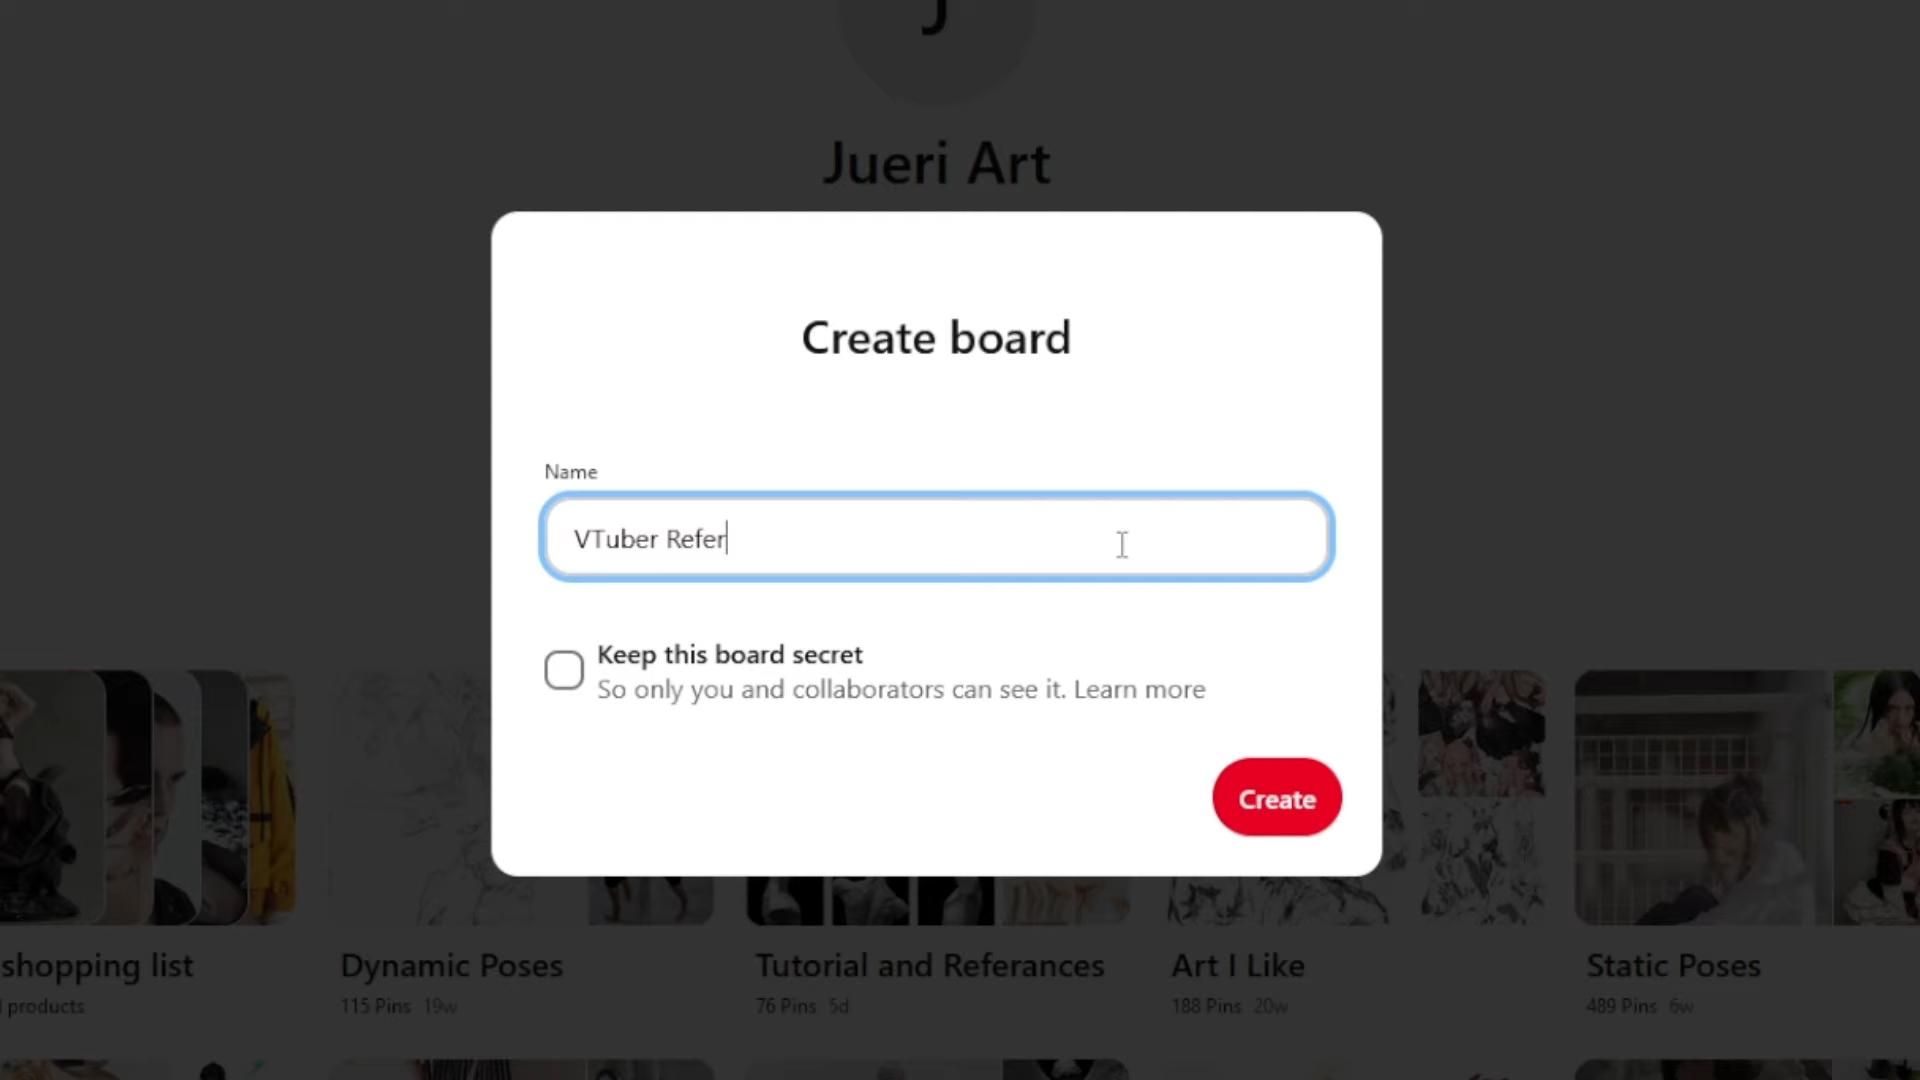 J
Jueri Art
Create board
Name
VTuber Refer
Keep this board secret
So only you and collaborators can see it. Learn more
Create
shopping list
products
Dynamic Poses
115 Pins 19w
Tutorial and Referances
76 Pins 5d
Art I Like
188 Pins 20w
Static Poses
489 Pins 6w